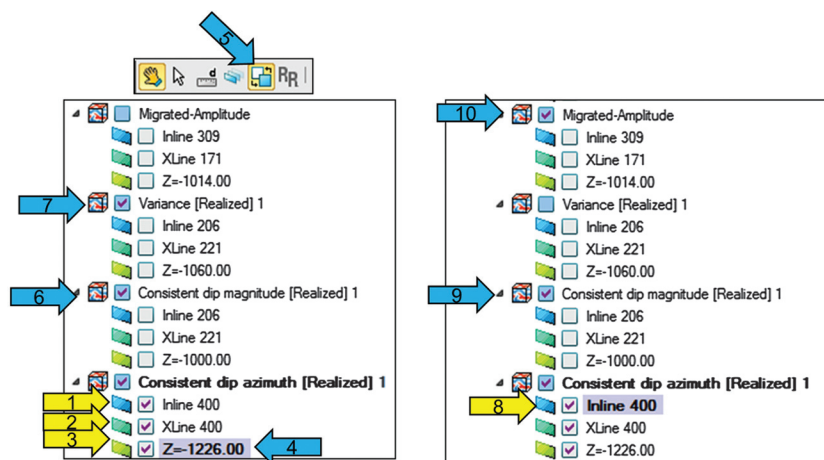 5
d
RR
Migrated-Amplitude
Inline 309
XLine 171
Z=-1014.00
7
Variance [Realized] 1
Inline 206
XLine 221
Z=-1060.00
6
Consistent dip magnitude [Realized] 1
Inline 206
XLine 221
Z=-1000.00
Consistent dip azimuth [Realized] 1
1
Inline 400
2
XLine 400
3
Z=-1226.00
4
10
Migrated-Amplitude
Inline 309
XLine 171
Z=-1014.00
Variance [Realized] 1
Inline 206
XLine 221
Z=-1060.00
9
Consistent dip magnitude [Realized] 1
Inline 206
XLine 221
Z=-1000.00
Consistent dip azimuth [Realized] 1
8
Inline 400
XLine 400
Z=-1226.00